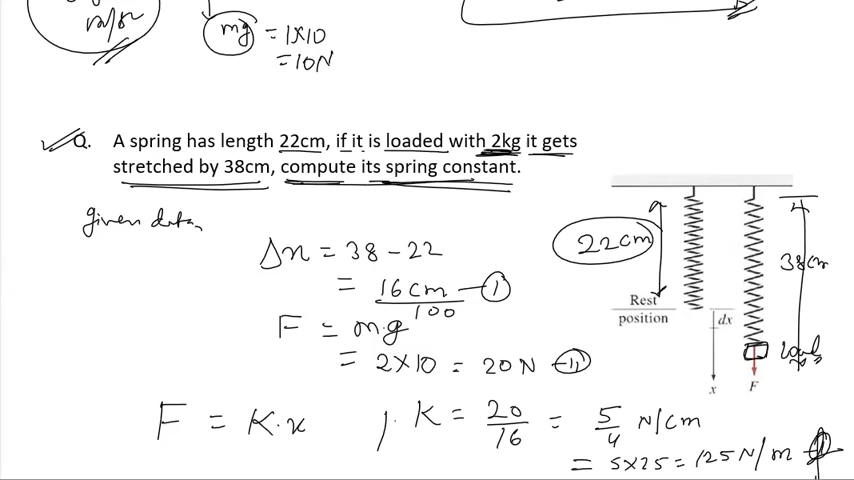 mg = 1×10
= 10N
Q. A spring has length 22cm, if it is loaded with 2kg it gets
stretched by 38cm, compute its spring constant.
given data,
Δx = 38 - 22
= 16cm — ①
100
F = m.g
= 2×10 = 20N — ⑪
F = K.x
K = 20/16 = 5/4 N/cm
= 5×25 = 125 N/m
22cm
38cm
Rest
position
dx
load
x
F